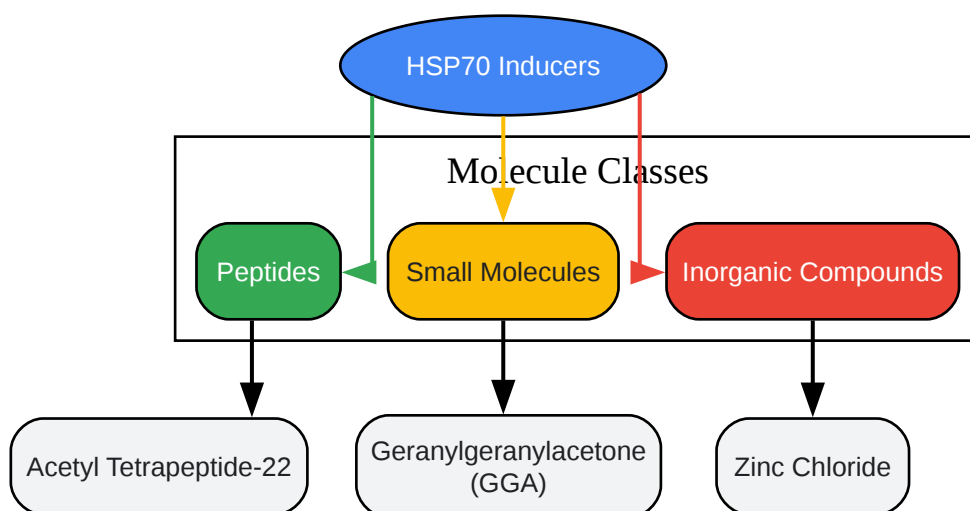 HSP70 Inducers
Molecule Classes
Peptides
Small Molecules
Inorganic Compounds
Acetyl Tetrapeptide-22
Geranylgeranylacetone
(GGA)
Zinc Chloride